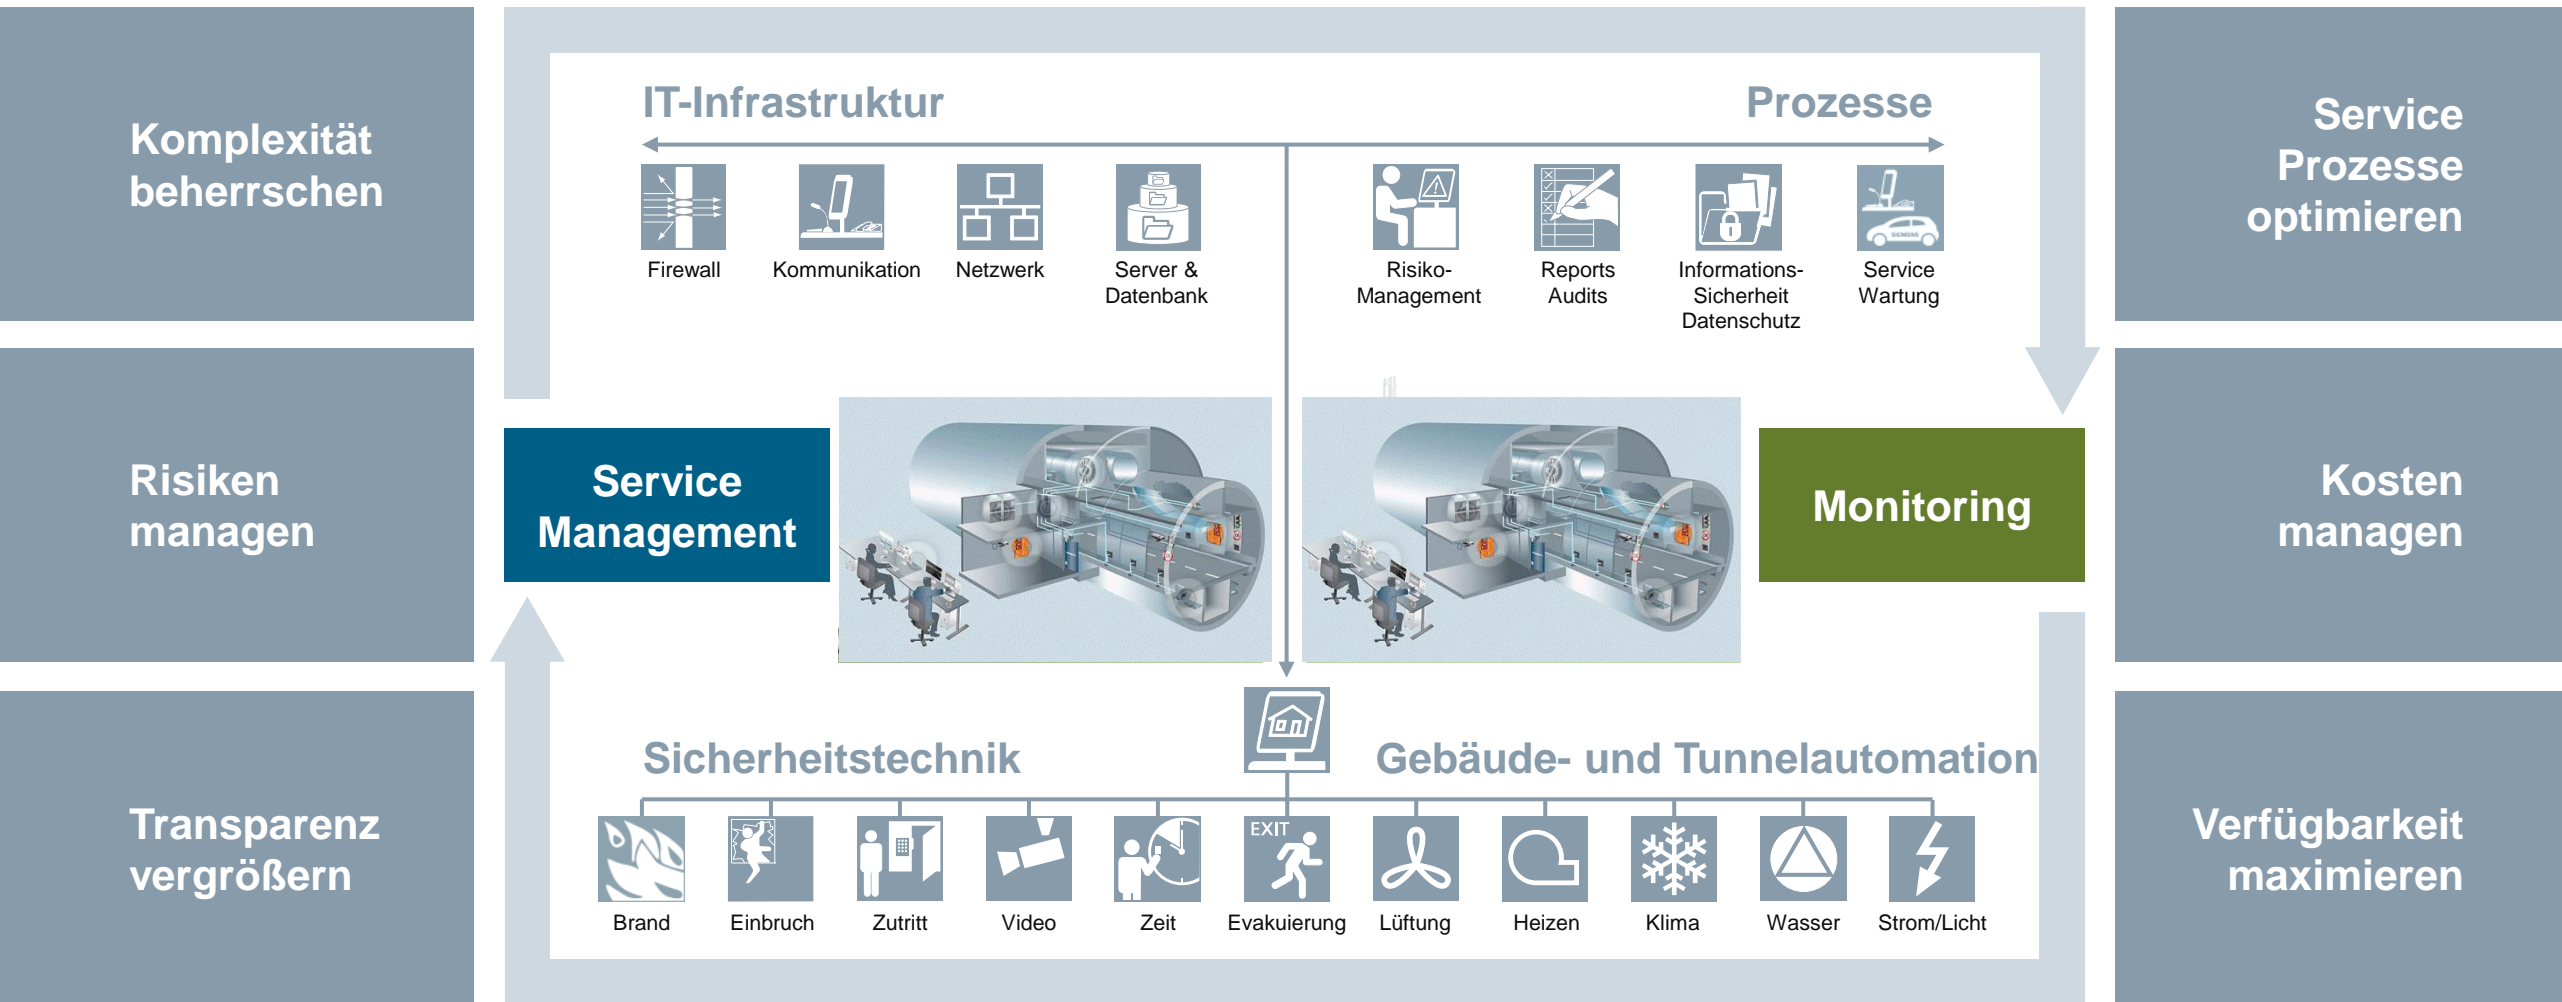 Komplexität
beherrschen
Risiken
managen
Transparenz
vergrößern
IT-Infrastruktur
Prozesse
Firewall
Kommunikation
Netzwerk
Server &
Datenbank
Risiko-
Management
Reports
Audits
Informations-
Sicherheit
Datenschutz
SIEMENS
Service
Wartung
Service
Management
Monitoring
Sicherheitstechnik
Gebäude- und Tunnelautomation
EXIT
Brand
Einbruch
Zutritt
Video
Zeit
Evakuierung
Lüftung
Heizen
Klima
Wasser
Strom/Licht
Service
Prozesse
optimieren
Kosten
managen
Verfügbarkeit
maximieren